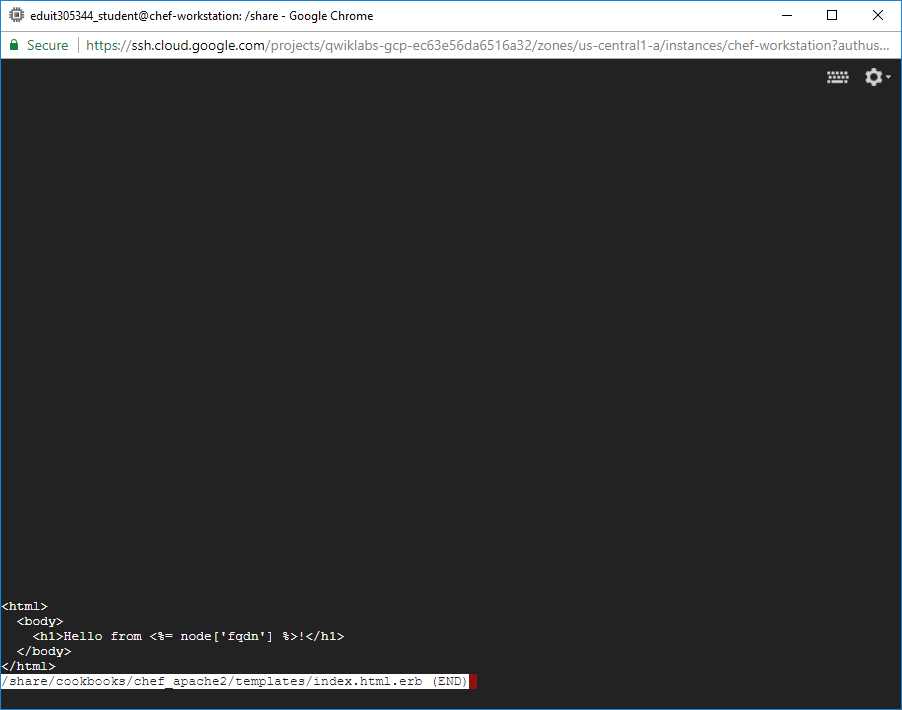 eduit305344_student@chef-workstation: /share - Google Chrome
Secure https://ssh.cloud.google.com/projects/qwiklabs-gcp-ec63e56da6516a32/zones/us-central1-a/instances/chef-workstation?authus...
<html>
  <body>
    <h1>Hello from <%= node['fqdn'] %>!</h1>
  </body>
</html>
/share/cookbooks/chef_apache2/templates/index.html.erb (END)